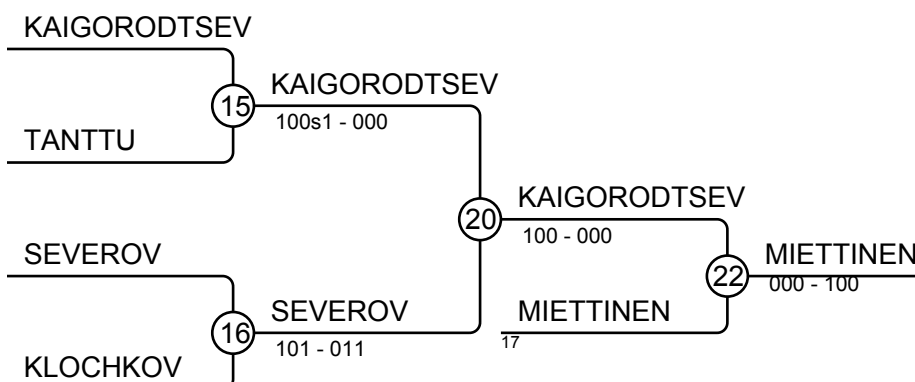 KAIGORODTSEV
15
KAIGORODTSEV
100s1 - 000
TANTTU
20
KAIGORODTSEV
100 - 000
SEVEROV
22
MIETTINEN
000 - 100
16
SEVEROV
101 - 011
MIETTINEN
17
KLOCHKOV